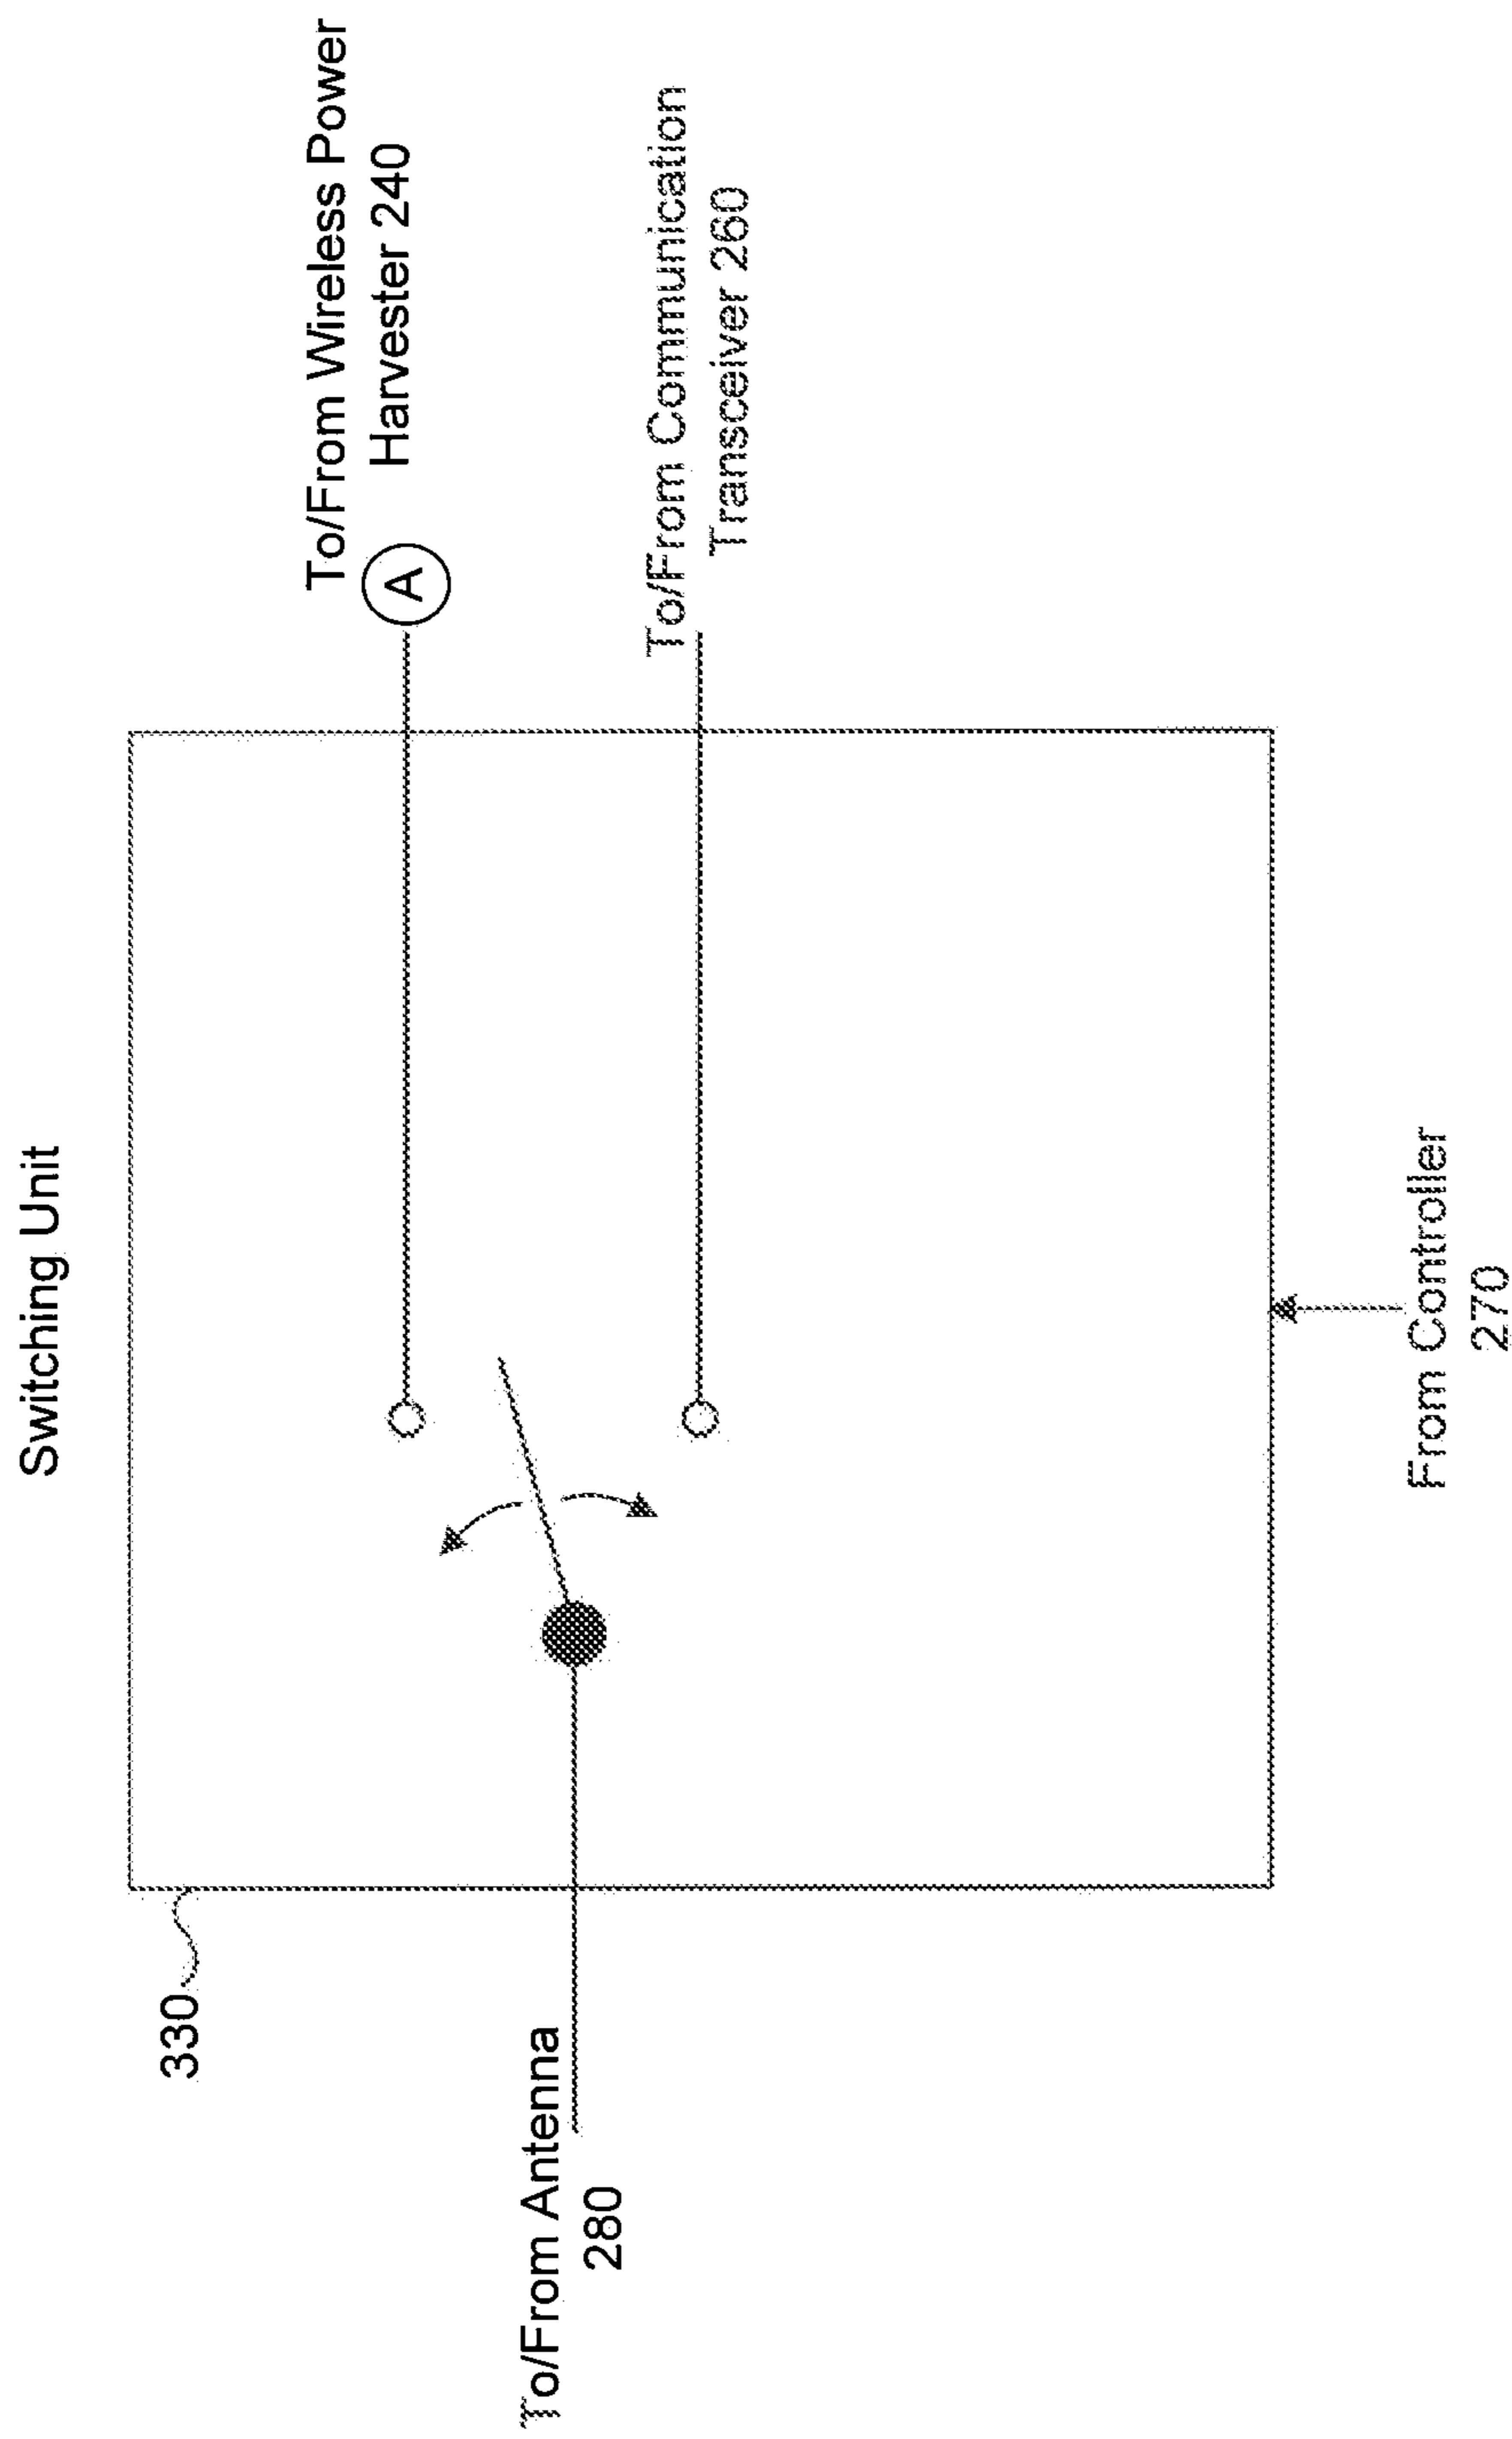 Switching Unit
330
To/From Wireless Power
A Harvester 240
To/From Communication
Transceiver 260
To/From Antenna
280
From Controller
270